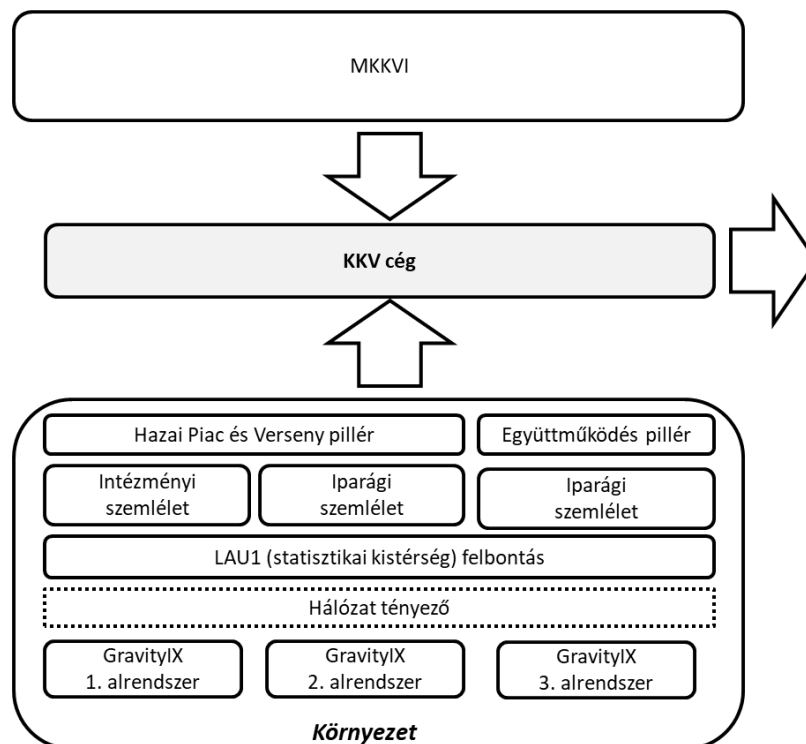 MKKVI
KKV cég
Hazai Piac és Verseny pillér
Együttműködés pillér
Intézményi
szemlélet
Iparági
szemlélet
Iparági
szemlélet
LAU1 (statisztikai kistérség) felbontás
Hálózat tényező
GravityIX
1. alrendszer
GravityIX
2. alrendszer
GravityIX
3. alrendszer
Környezet